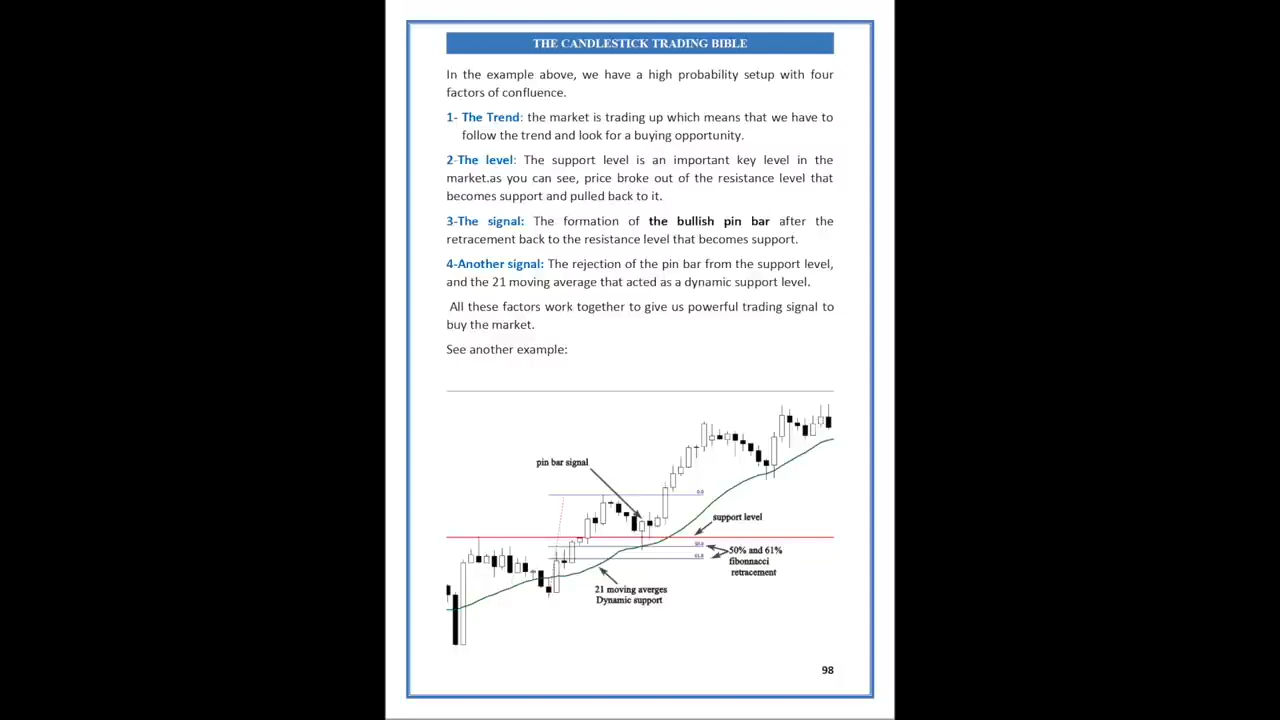 THE CANDLESTICK TRADING BIBLE
In the example above, we have a high probability setup with four
factors of confluence.
1- The Trend: the market is trading up which means that we have to
follow the trend and look for a buying opportunity.
2-The level: The support level is an important key level in the
market.as you can see, price broke out of the resistance level that
becomes support and pulled back to it.
3-The signal: The formation of the bullish pin bar after the
retracement back to the resistance level that becomes support.
4-Another signal: The rejection of the pin bar from the support level,
and the 21 moving average that acted as a dynamic support level.
All these factors work together to give us powerful trading signal to
buy the market.
See another example:
pin bar signal
0.0
support level
50.0
61.8
50% and 61%
fibonnacci
retracement
21 moving averges
Dynamic support
98